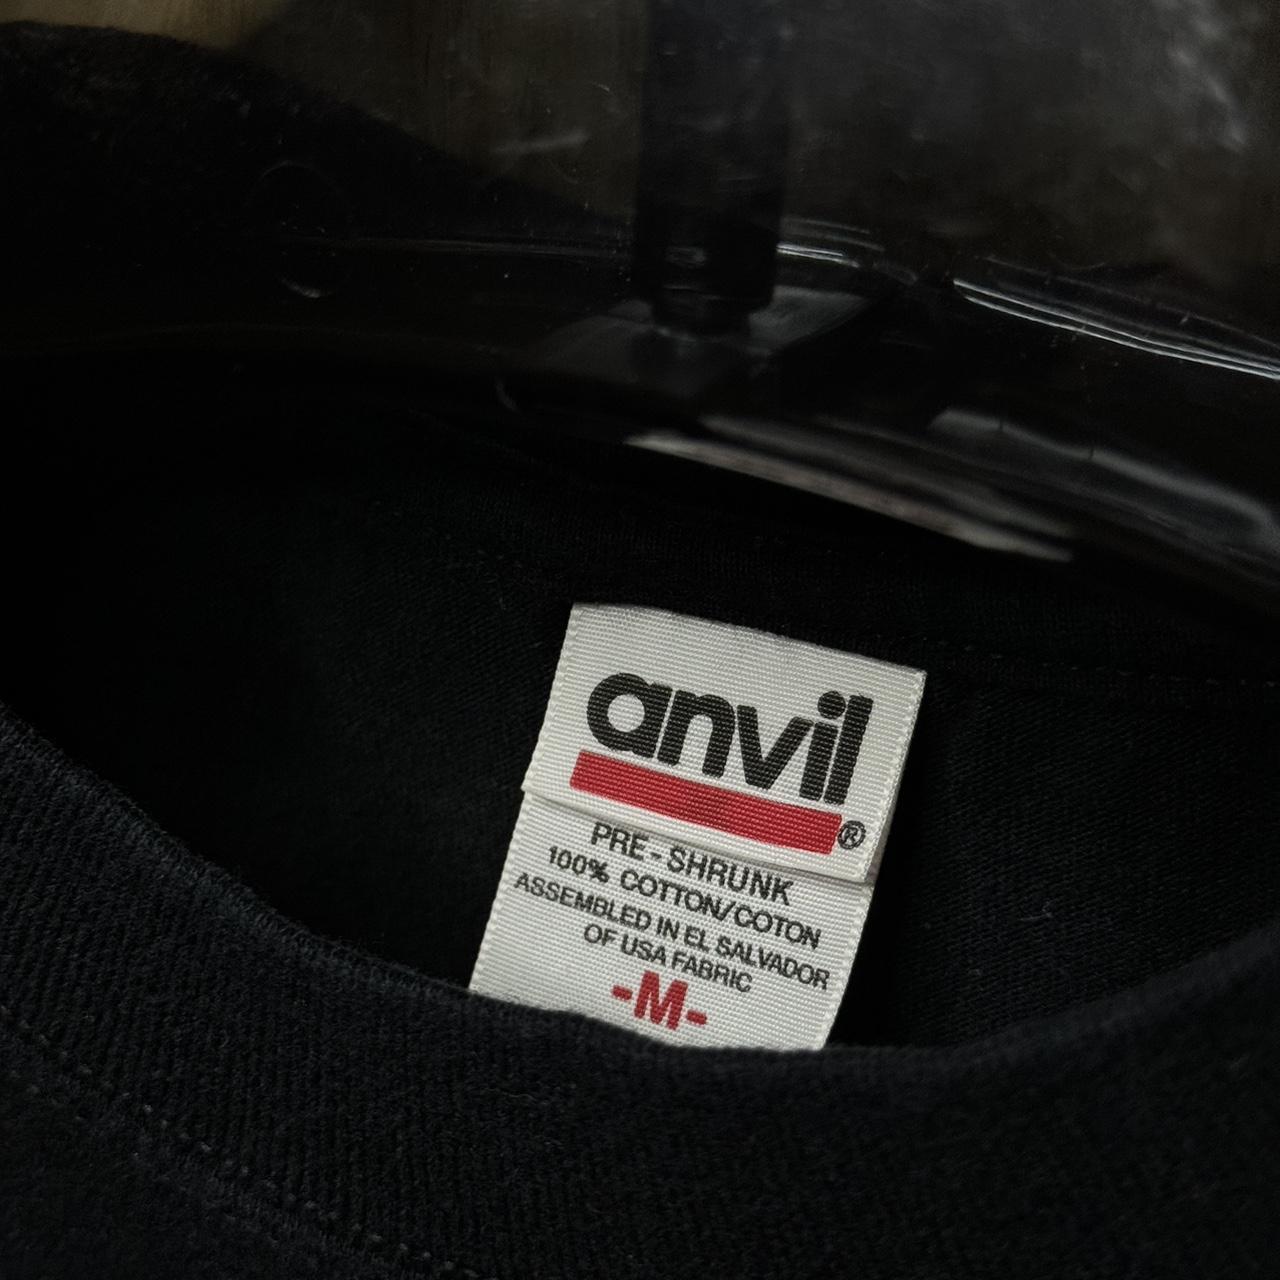 anvil®
PRE-SHRUNK
100% COTTON/COTON
ASSEMBLED IN EL SALVADOR
OF USA FABRIC
-M-